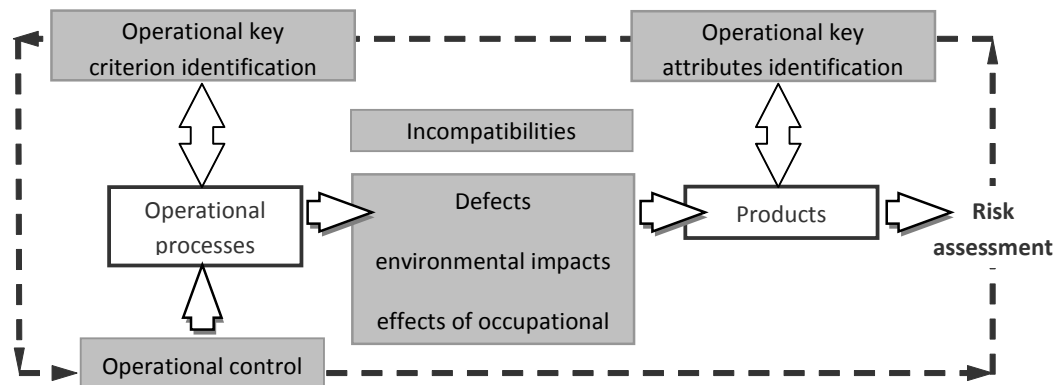 Operational key
criterion identification
Operational key
attributes identification
Incompatibilities
Operational
processes
Defects
environmental impacts
effects of occupational
Products
Risk
assessment
Operational control